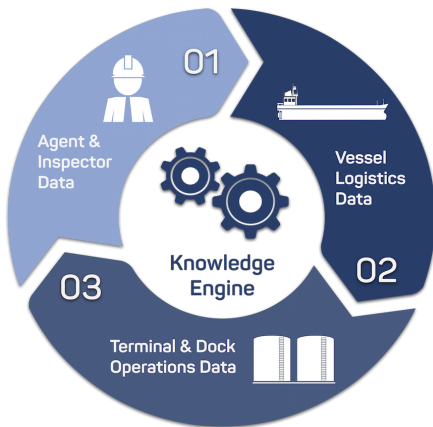 01
Agent &
Inspector
Data
Vessel
Logistics
Data
02
Knowledge
Engine
03
Terminal & Dock
Operations Data